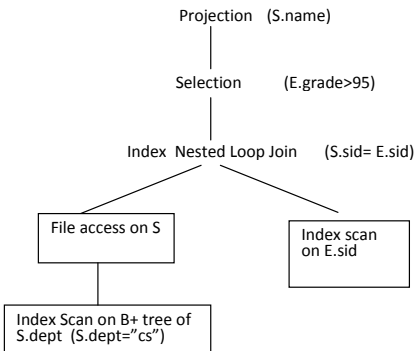 Projection (S.name)
Selection (E.grade>95)
Index Nested Loop Join (S.sid= E.sid)
File access on S
Index scan
on E.sid
Index Scan on B+ tree of
S.dept (S.dept="cs")